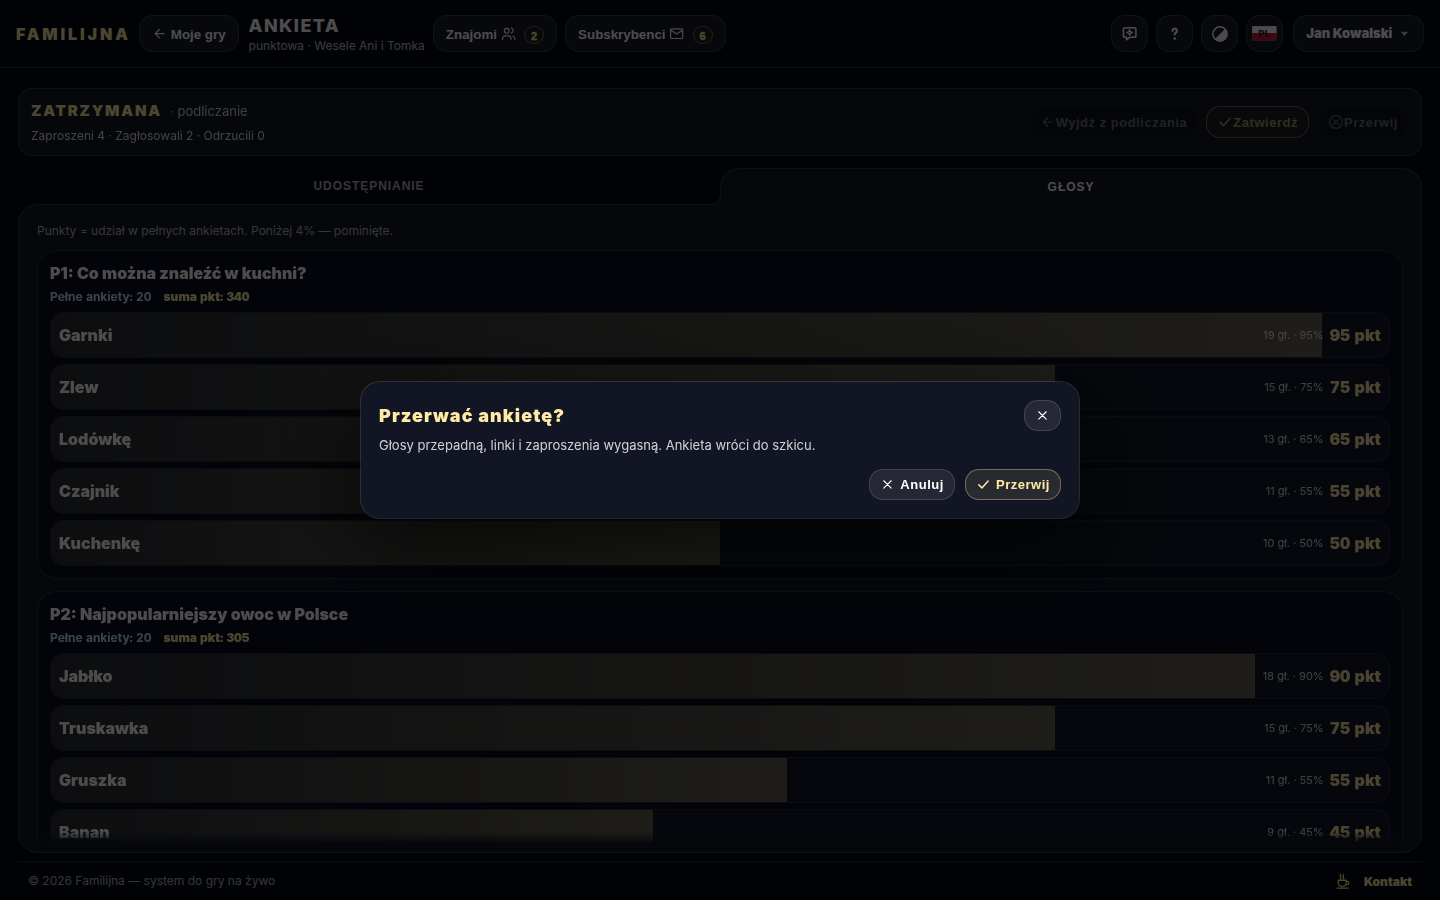 FAMILIJNA
Moje gry
ANKIETA
punktowa · Wesele Ani i Tomka
Znajomi 2
Subskrybenci 6
?
PL
Jan Kowalski
ZATRZYMANA · podliczanie
Zaproszeni 4 · Zagłosowali 2 · Odrzucili 0
Wyjdź z podliczania
Zatwierdź
Przerwij
UDOSTĘPNIANIE
GŁOSY
Punkty = udział w pełnych ankietach. Poniżej 4% — pominięte.
P1: Co można znaleźć w kuchni?
Pełne ankiety: 20 suma pkt: 340
Garnki 19 gł. · 95% 95 pkt
Zlew 15 gł. · 75% 75 pkt
Przerwać ankietę?
Głosy przepadną, linki i zaproszenia wygasną. Ankieta wróci do szkicu.
Anuluj
Przerwij
Lodówkę 13 gł. · 65% 65 pkt
Czajnik 11 gł. · 55% 55 pkt
Kuchenkę 10 gł. · 50% 50 pkt
P2: Najpopularniejszy owoc w Polsce
Pełne ankiety: 20 suma pkt: 305
Jabłko 18 gł. · 90% 90 pkt
Truskawka 15 gł. · 75% 75 pkt
Gruszka 11 gł. · 55% 55 pkt
Banan 9 gł. · 45% 45 pkt
© 2026 Familijna — system do gry na żywo
Kontakt